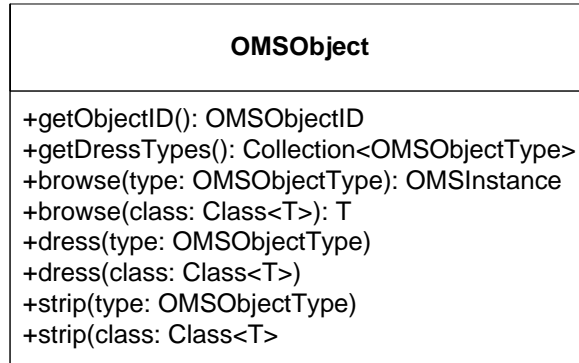 OMSObject
+getObjectID(): OMSObjectID
+getDressTypes(): Collection<OMSObjectType>
+browse(type: OMSObjectType): OMSInstance
+browse(class: Class<T>): T
+dress(type: OMSObjectType)
+dress(class: Class<T>)
+strip(type: OMSObjectType)
+strip(class: Class<T>